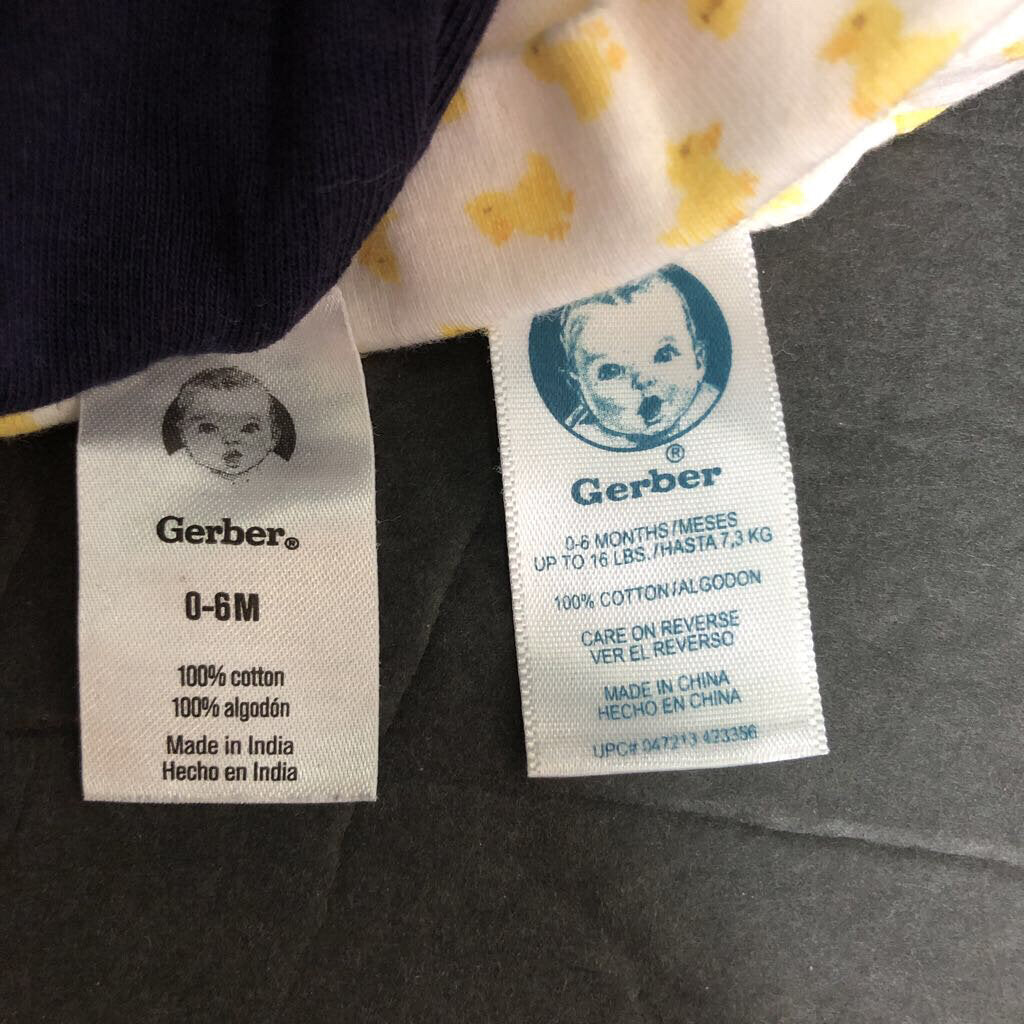 Gerber®
0-6M
100% cotton
100% algodón
Made in India
Hecho en India
®
Gerber
0-6 MONTHS/MESES
UP TO 16 LBS./HASTA 7,3 KG
100% COTTON/ALGODON
CARE ON REVERSE
VER EL REVERSO
MADE IN CHINA
HECHO EN CHINA
UPC# 047213 423356